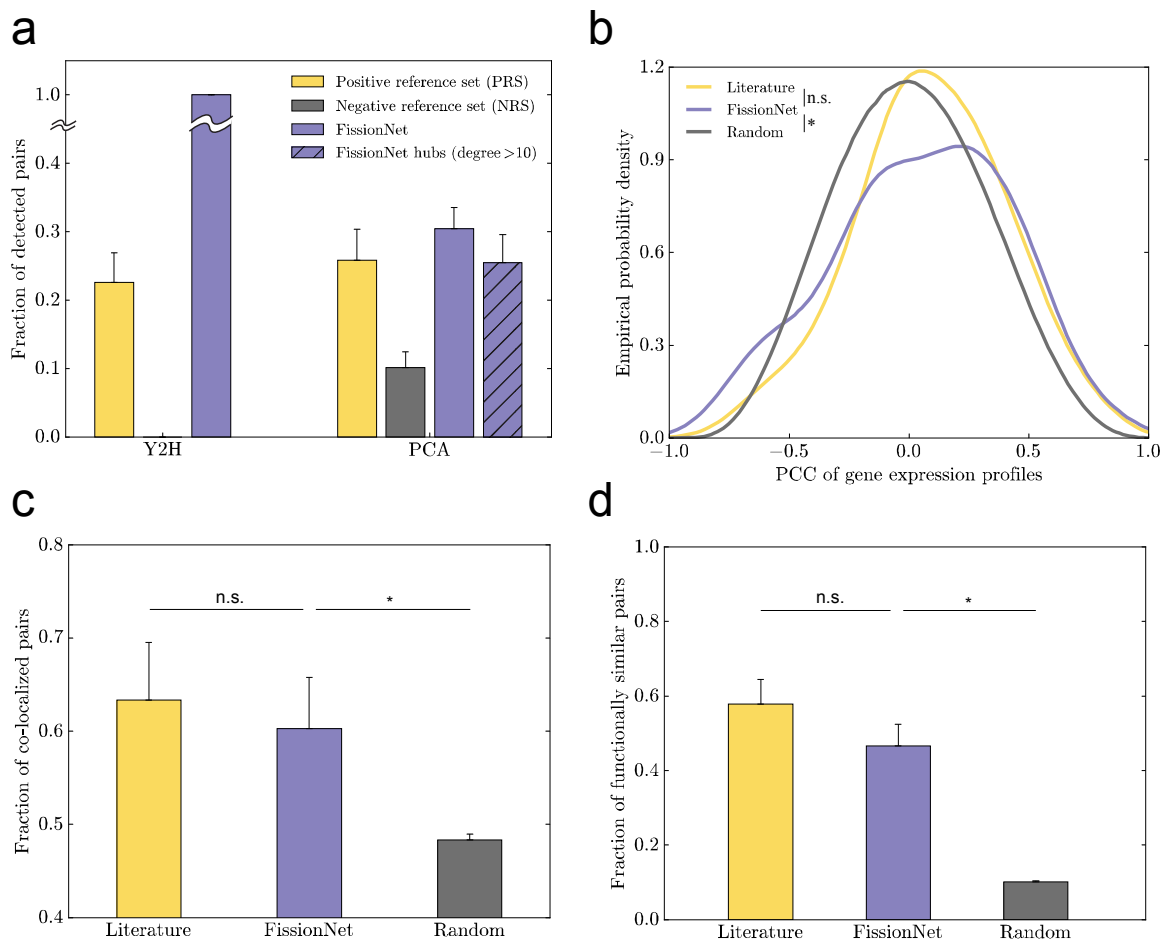 a
Fraction of detected pairs
1.0
0.4
0.3
0.2
0.1
0.0
Y2H
PCA
Positive reference set (PRS)
Negative reference set (NRS)
FissionNet
FissionNet hubs (degree>10)
b
Empirical probability density
1.2
0.9
0.6
0.3
0.0
−1.0
−0.5
0.0
0.5
1.0
PCC of gene expression profiles
Literature
FissionNet
Random
n.s.
*
c
Fraction of co-localized pairs
0.8
0.7
0.6
0.5
0.4
n.s.
*
Literature
FissionNet
Random
d
Fraction of functionally similar pairs
1.0
0.8
0.6
0.4
0.2
0.0
n.s.
*
Literature
FissionNet
Random